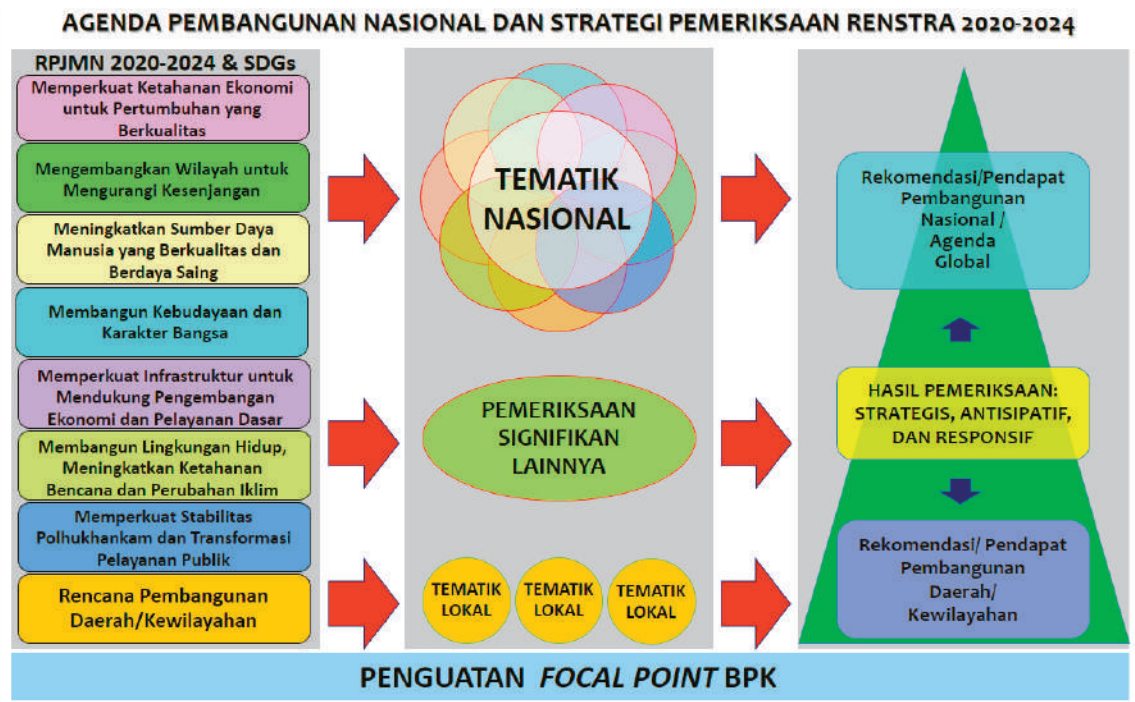 AGENDA PEMBANGUNAN NASIONAL DAN STRATEGI PEMERIKSAAN RENSTRA 2020-2024
RPJMN 2020-2024 & SDGs
Memperkuat Ketahanan Ekonomi
untuk Pertumbuhan yang
Berkualitas
Mengembangkan Wilayah untuk
Mengurangi Kesenjangan
Meningkatkan Sumber Daya
Manusia yang Berkualitas dan
Berdaya Saing
Membangun Kebudayaan dan
Karakter Bangsa
Memperkuat Infrastruktur untuk
Mendukung Pengembangan
Ekonomi dan Pelayanan Dasar
Membangun Lingkungan Hidup,
Meningkatkan Ketahanan
Bencana dan Perubahan Iklim
Memperkuat Stabilitas
Polhukhankam dan Transformasi
Pelayanan Publik
Rencana Pembangunan
Daerah/Kewilayahan
TEMATIK
NASIONAL
PEMERIKSAAN
SIGNIFIKAN
LAINNYA
TEMATIK
LOKAL
TEMATIK
LOKAL
TEMATIK
LOKAL
Rekomendasi/Pendapat
Pembangunan
Nasional /
Agenda
Global
HASIL PEMERIKSAAN:
STRATEGIS, ANTISIPATIF,
DAN RESPONSIF
Rekomendasi/ Pendapat
Pembangunan
Daerah/
Kewilayahan
PENGUATAN FOCAL POINT BPK